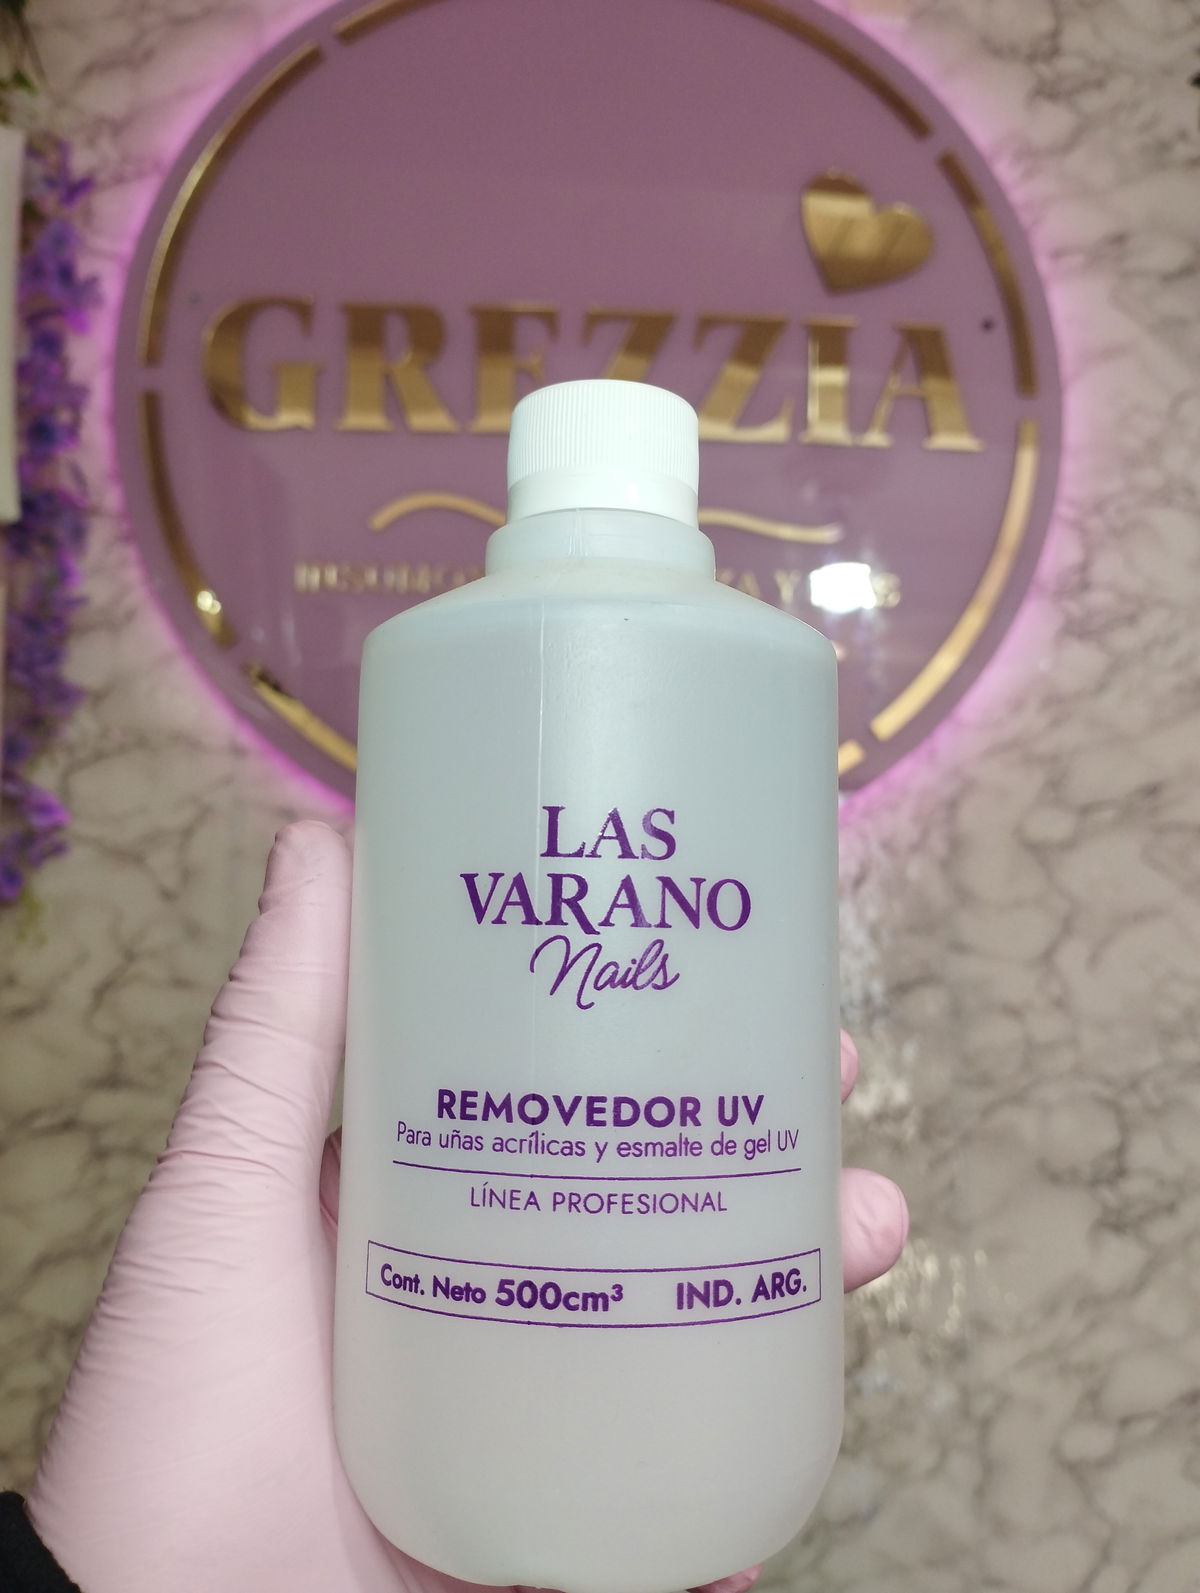 GREZZIA
Y
LAS
VARANO
Nails
REMOVEDOR UV
Para uñas acrílicas y esmalte de gel UV
LÍNEA PROFESIONAL
Cont. Neto 500cm³ IND. ARG.